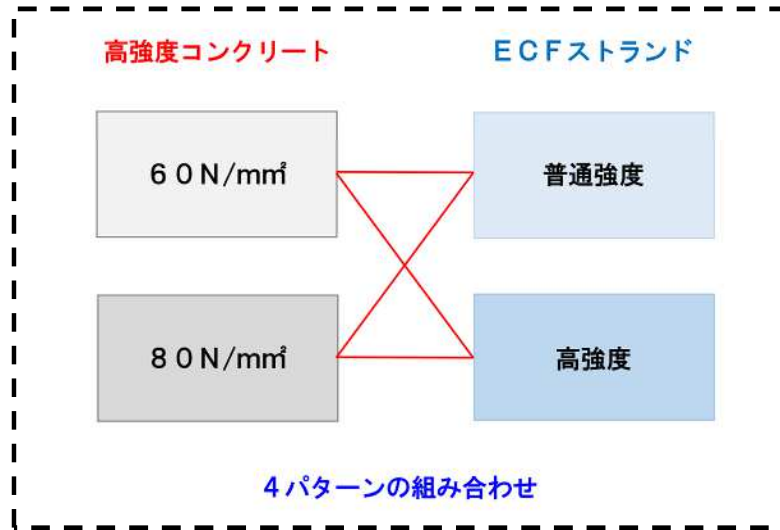 高強度コンクリート
ECFストランド
60N/m㎡
普通強度
80N/m㎡
高強度
4パターンの組み合わせ